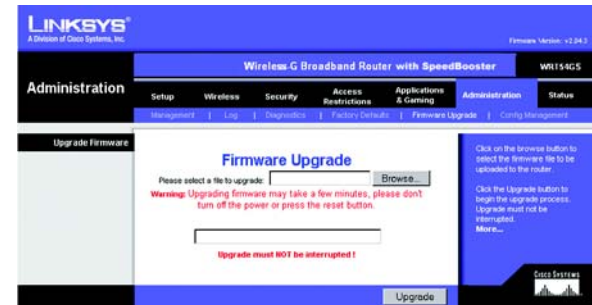 LINKSYS®
A Division of Cisco Systems, Inc.
Firmware Version: v2.04.3
Wireless-G Broadband Router with SpeedBooster
WRT54GS
Administration
Setup
Wireless
Security
Access Restrictions
Applications & Gaming
Administration
Status
Management | Log | Diagnostics | Factory Defaults | Firmware Upgrade | Config Management
Upgrade Firmware
Firmware Upgrade
Please select a file to upgrade: Browse...
Warning: Upgrading firmware may take a few minutes, please don't
turn off the power or press the reset button.
Upgrade must NOT be interrupted !
Click on the browse button to
select the firmware file to be
uploaded to the
router.
Click the Upgrade button to
begin the upgrade
process.
Upgrade must not
be
interrupted.
More...
Upgrade
CISCO SYSTEMS